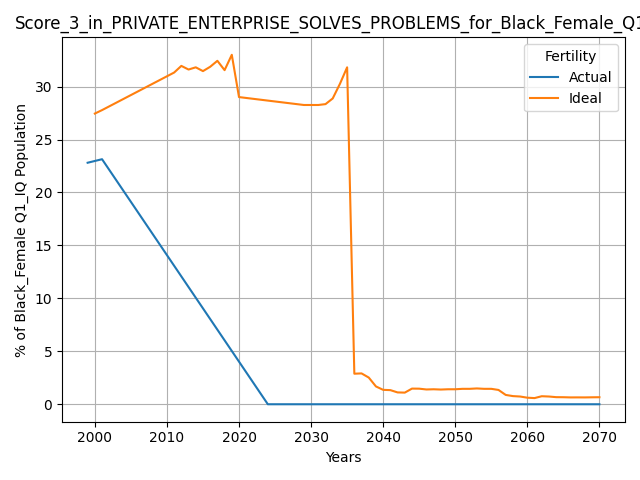 Score_3_in_PRIVATE_ENTERPRISE_SOLVES_PROBLEMS_for_Black_Female_Q1
Fertility
Actual
Ideal
% of Black_Female Q1_IQ Population
30
25
20
15
10
5
0
2000 2010 2020 2030 2040 2050 2060 2070
Years